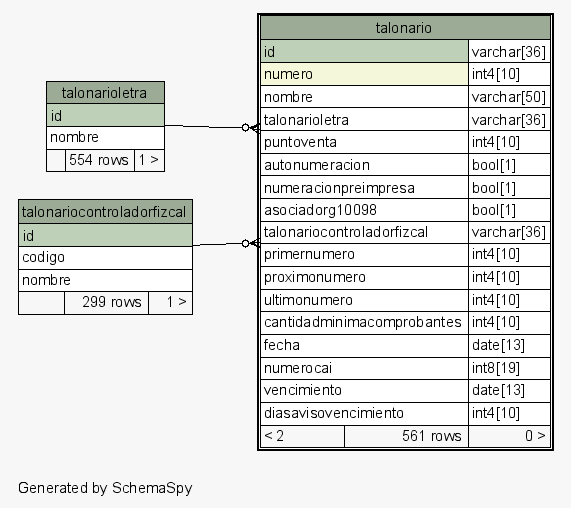 talonario
id varchar[36]
numero int4[10]
nombre varchar[50]
talonarioletra varchar[36]
puntoventa int4[10]
autonumeracion bool[1]
numeracionpreimpresa bool[1]
asociadorg10098 bool[1]
talonariocontroladorfizcal varchar[36]
primernumero int4[10]
proximonumero int4[10]
ultimonumero int4[10]
cantidadminimacomprobantes int4[10]
fecha date[13]
numerocai int8[19]
vencimiento date[13]
diasavisovencimiento int4[10]
< 2 561 rows 0 >
talonarioletra
id
nombre
554 rows 1 >
talonariocontroladorfizcal
id
codigo
nombre
299 rows 1 >
Generated by SchemaSpy